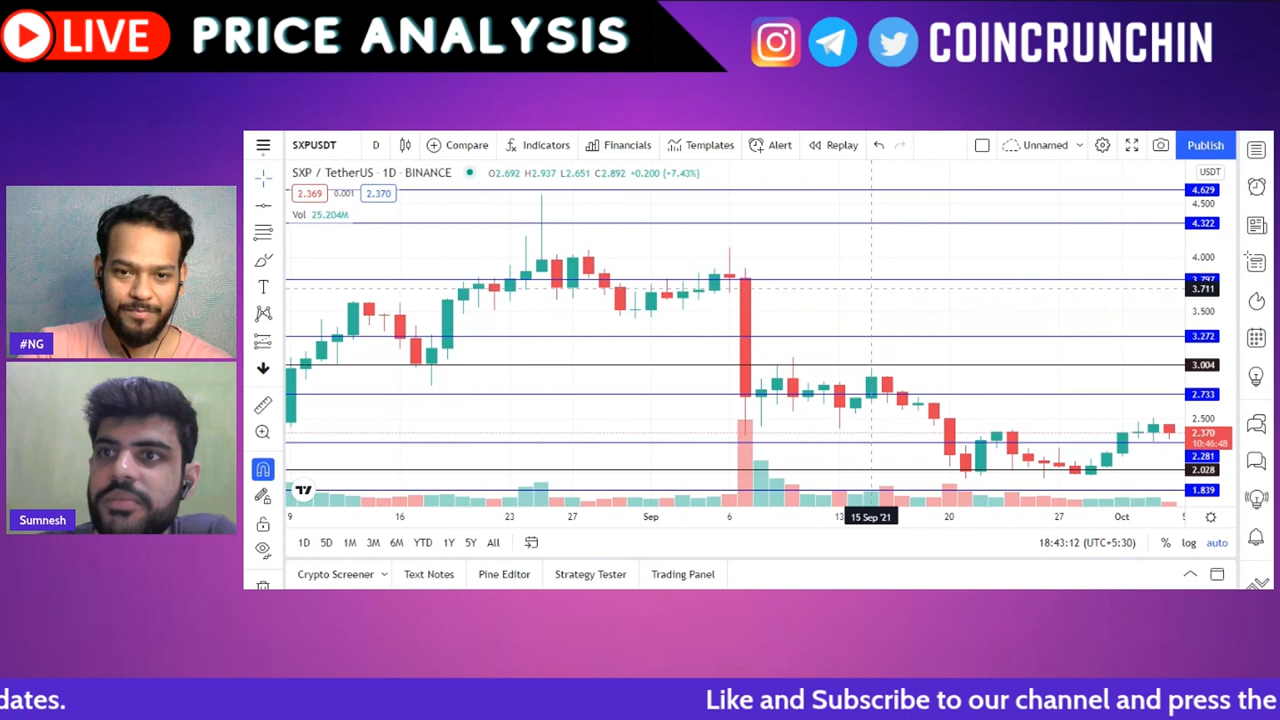 LIVE PRICE ANALYSIS COINCRUNCHIN
SXPUSDT D Compare Indicators Financials Templates Alert Replay Unnamed Publish
SXP / TetherUS · 1D · BINANCE O2.692 H2.937 L2.651 C2.892 +0.200 (+7.43%) USDT
2.369 0.001 2.370
Vol 25.204M
4.629
4.500
4.322
4.000
3.797
3.711
3.500
3.272
3.004
2.733
2.500
2.370
10:46:48
2.281
2.028
1.839
#NG
Sumnesh
9 16 23 27 Sep 6 13 15 Sep '21 20 27 Oct 5
1D 5D 1M 3M 6M YTD 1Y 5Y All 18:43:12 (UTC+5:30) % log auto
Crypto Screener Text Notes Pine Editor Strategy Tester Trading Panel
dates. Like and Subscribe to our channel and press the